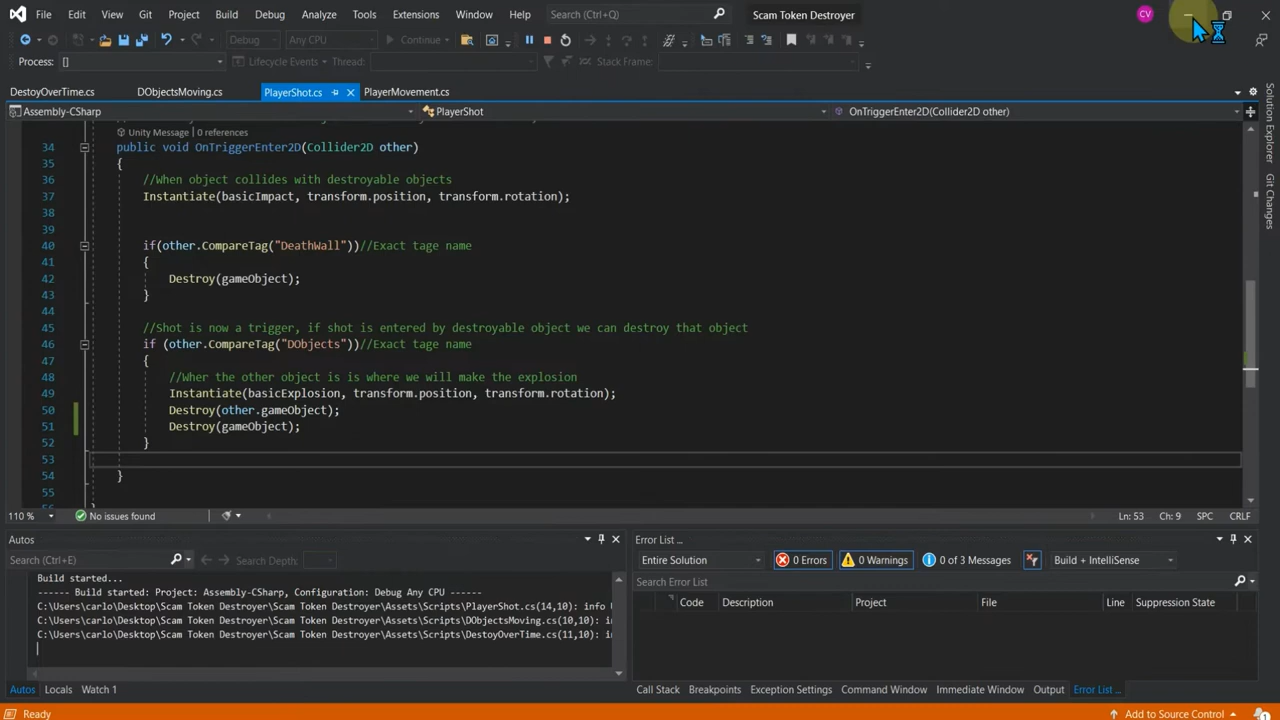 File Edit View Git Project Build Debug Analyze Tools Extensions Window Help Search (Ctrl+Q) Scam Token Destroyer CV
Debug Any CPU Continue
Process: [] Lifecycle Events Thread: Stack Frame:
DestoyOverTime.cs DObjectsMoving.cs PlayerShot.cs PlayerMovement.cs
Assembly-CSharp PlayerShot OnTriggerEnter2D(Collider2D other)
Unity Message | 0 references
34 public void OnTriggerEnter2D(Collider2D other)
35 {
36 //When object collides with destroyable objects
37 Instantiate(basicImpact, transform.position, transform.rotation);
38
39
40 if(other.CompareTag("DeathWall"))//Exact tage name
41 {
42 Destroy(gameObject);
43 }
44
45 //Shot is now a trigger, if shot is entered by destroyable object we can destroy that object
46 if (other.CompareTag("DObjects"))//Exact tage name
47 {
48 //Wher the other object is is where we will make the explosion
49 Instantiate(basicExplosion, transform.position, transform.rotation);
50 Destroy(other.gameObject);
51 Destroy(gameObject);
52 }
53
54 }
55
110 % No issues found Ln: 53 Ch: 9 SPC CRLF
Autos
Search (Ctrl+E) Search Depth:
Build started...
------ Build started: Project: Assembly-CSharp, Configuration: Debug Any CPU ------
C:\Users\carlo\Desktop\Scam Token Destroyer\Scam Token Destroyer\Assets\Scripts\PlayerShot.cs(14,10): info
C:\Users\carlo\Desktop\Scam Token Destroyer\Scam Token Destroyer\Assets\Scripts\DObjectsMoving.cs(10,10):
C:\Users\carlo\Desktop\Scam Token Destroyer\Scam Token Destroyer\Assets\Scripts\DestoyOverTime.cs(11,10):
Autos Locals Watch 1
Error List ...
Entire Solution 0 Errors 0 Warnings 0 of 3 Messages Build + IntelliSense
Search Error List
Code Description Project File Line Suppression State
Call Stack Breakpoints Exception Settings Command Window Immediate Window Output Error List ...
Ready Add to Source Control
Solution Explorer
Git Changes